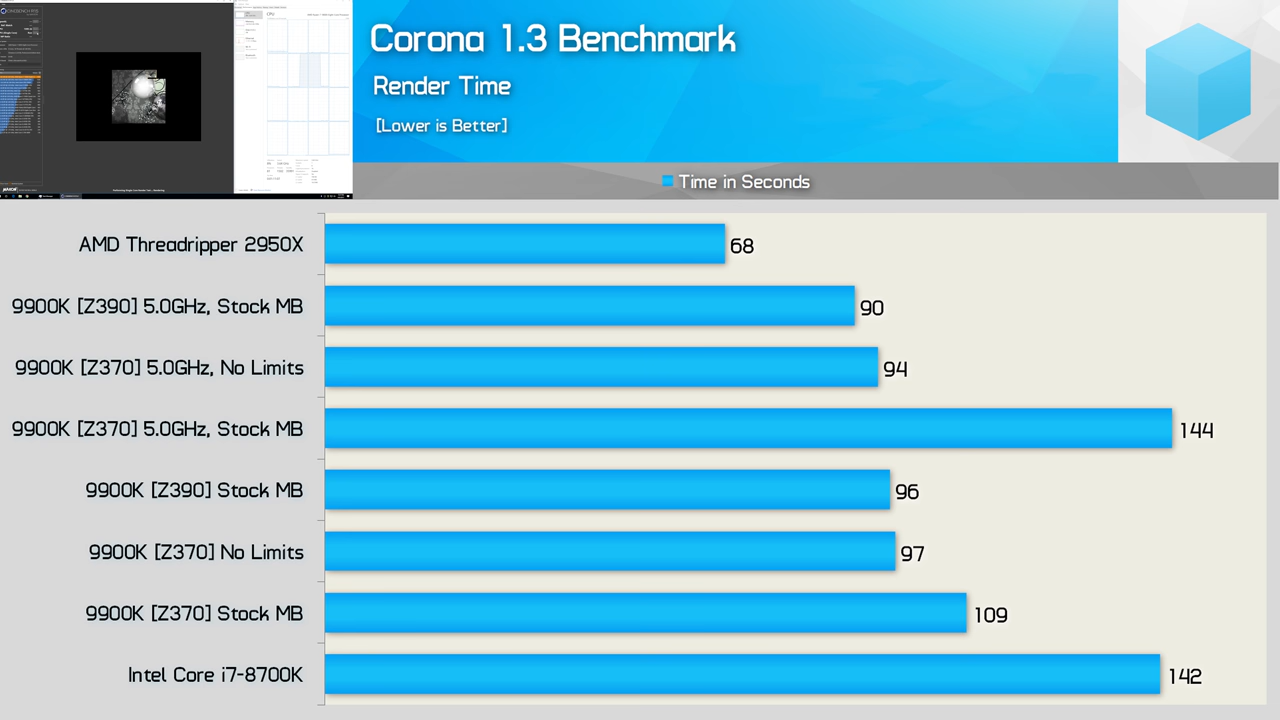 Corona .3 Benchmark
Render Time
[Lower is Better]
CPU
Time in Seconds
AMD Threadripper 2950X 68
9900K [Z390] 5.0GHz, Stock MB 90
9900K [Z370] 5.0GHz, No Limits 94
9900K [Z370] 5.0GHz, Stock MB 144
9900K [Z390] Stock MB 96
9900K [Z370] No Limits 97
9900K [Z370] Stock MB 109
Intel Core i7-8700K 142